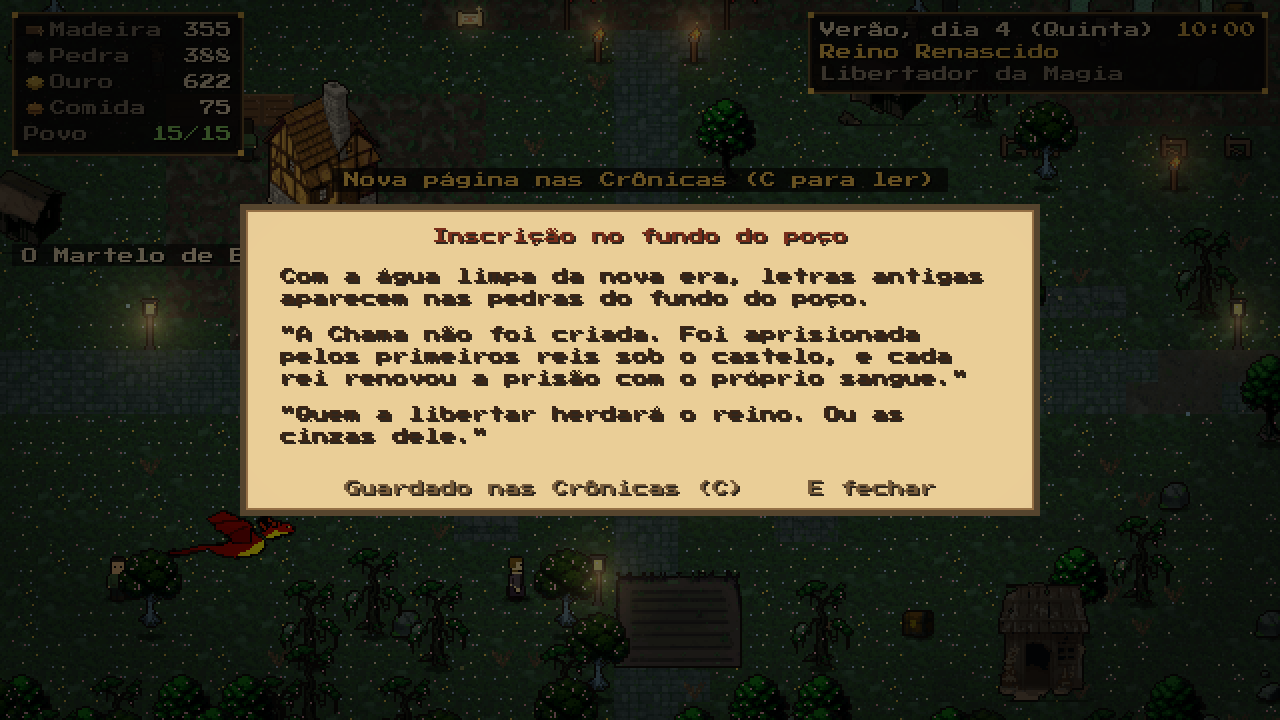 Madeira 355
Pedra 388
Ouro 622
Comida 75
Povo 15/15
Verão, dia 4 (Quinta) 10:00
Reino Renascido
Libertador da Magia
Nova página nas Crônicas (C para ler)
O Martelo de
Inscrição no fundo do poço
Com a água limpa da nova era, letras antigas
aparecem nas pedras do fundo do poço.
"A Chama não foi criada. Foi aprisionada
pelos primeiros reis sob o castelo, e cada
rei renovou a prisão com o próprio sangue."
"Quem a libertar herdará o reino. Ou as
cinzas dele."
Guardado nas Crônicas (C) E fechar